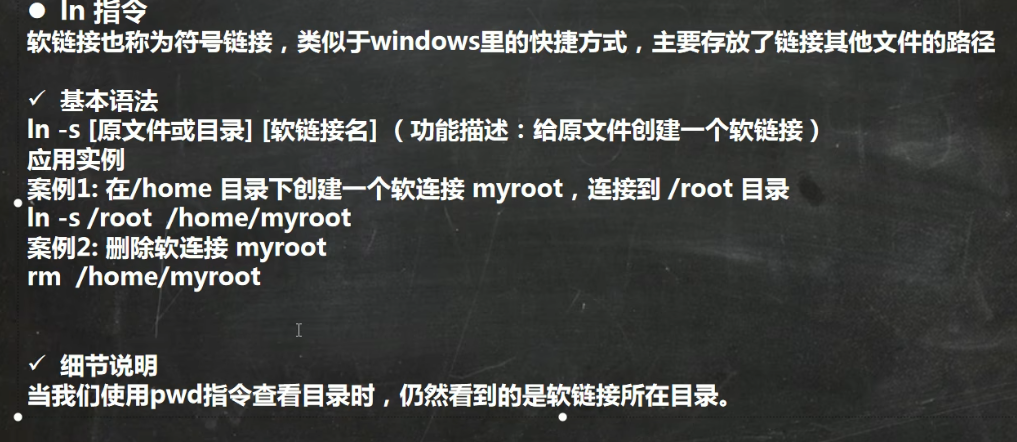 ● ln 指令
软链接也称为符号链接，类似于windows里的快捷方式，主要存放了链接其他文件的路径
✓ 基本语法
ln -s [原文件或目录] [软链接名] （功能描述：给原文件创建一个软链接）
应用实例
案例1: 在/home 目录下创建一个软连接 myroot，连接到 /root 目录
ln -s /root /home/myroot
案例2: 删除软连接 myroot
rm /home/myroot
✓ 细节说明
当我们使用pwd指令查看目录时，仍然看到的是软链接所在目录。